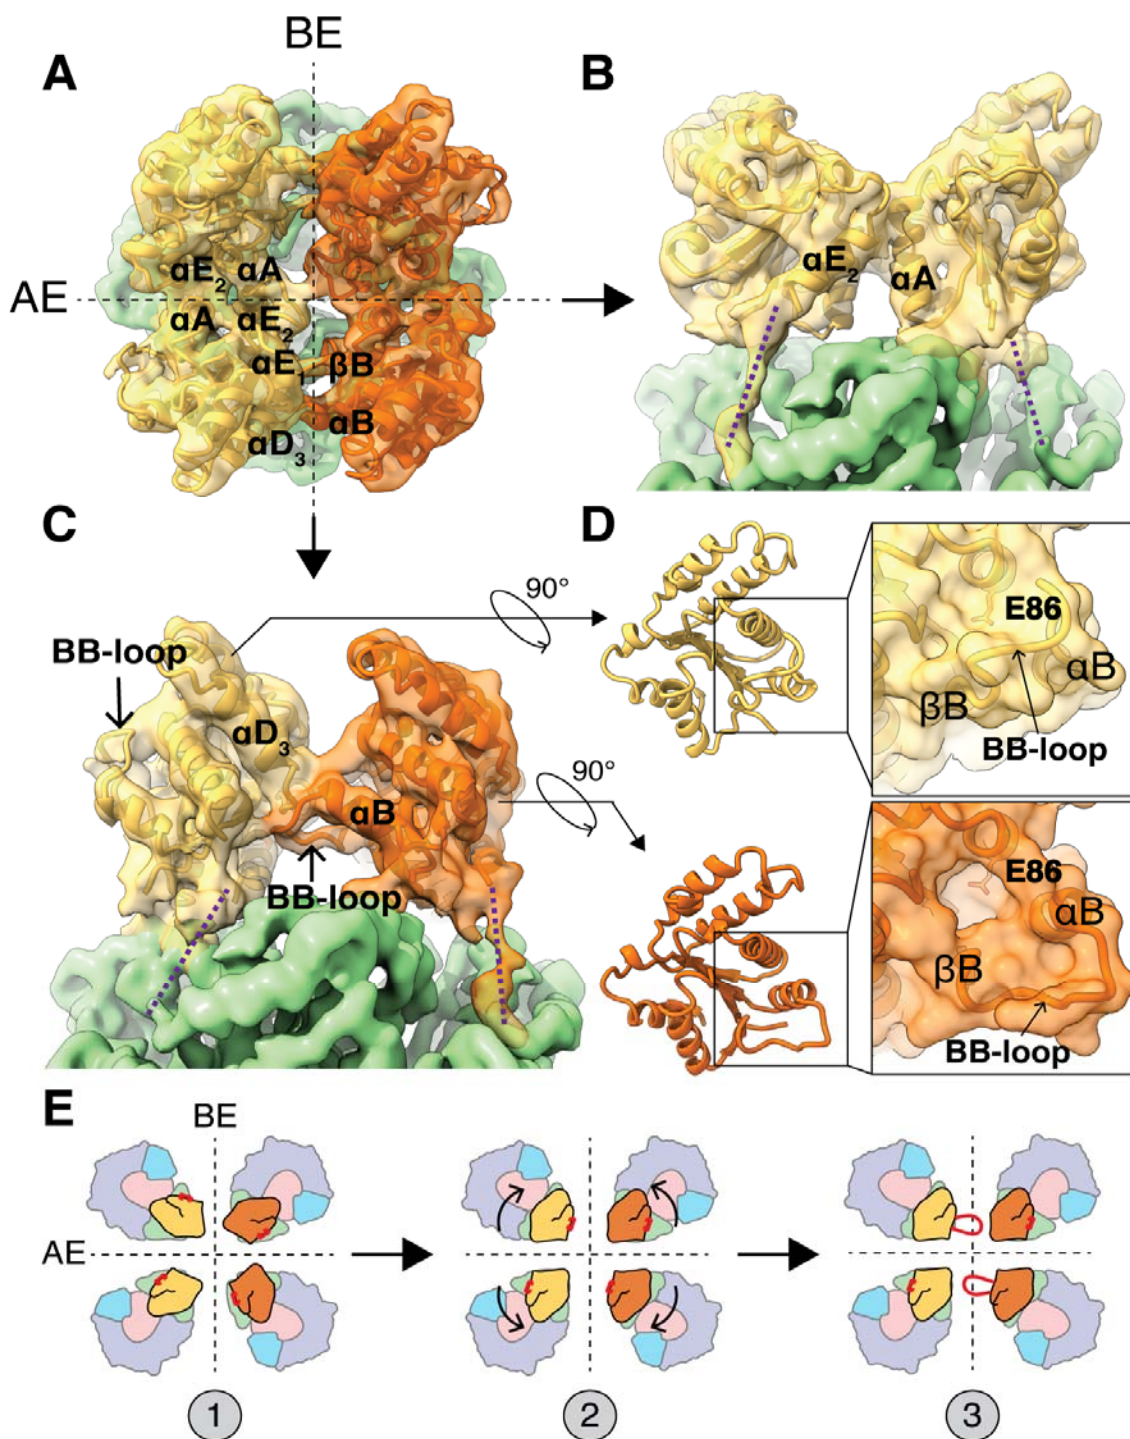 BE
A
B
αE₂ αA
AE
αA αE₂
αE₁ βB
αB
αD₃
αE₂
αA
C
D
90°
BB-loop
αD₃
αB
BB-loop
E86
αB
βB
BB-loop
90°
E86
αB
βB
BB-loop
E
BE
AE
1
2
3